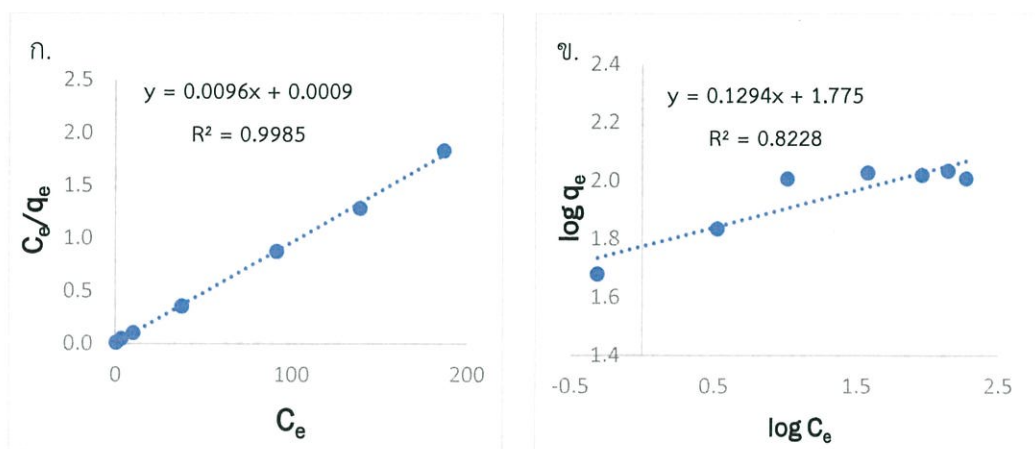 ก.
2.5
y = 0.0096x + 0.0009
2.0
R² = 0.9985
1.5
1.0
0.5
0.0
Ce/qe
0 100 200
Ce
ข.
2.4
y = 0.1294x + 1.775
2.2
R² = 0.8228
2.0
1.8
1.6
1.4
log qe
-0.5 0.5 1.5 2.5
log Ce